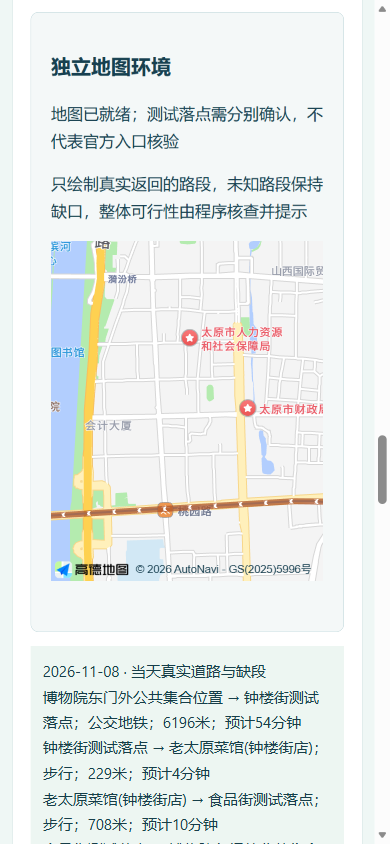 独立地图环境
地图已就绪；测试落点需分别确认，不
代表官方入口核验
只绘制真实返回的路段，未知路段保持
缺口，整体可行性由程序核查并提示
滨河
路
漪汾桥
山西国际贸
太原市人力资源
和社会保障局
图书馆
院
太原市财政局
会计大厦
桃园路
高德地图 © 2026 AutoNavi - GS(2025)5996号
2026-11-08 · 当天真实道路与缺段
博物院东门外公共集合位置 → 钟楼街测试
落点；公交地铁；6196米；预计54分钟
钟楼街测试落点 → 老太原菜馆(钟楼街店)；
步行；229米；预计4分钟
老太原菜馆(钟楼街店) → 食品街测试落点；
步行；708米；预计10分钟